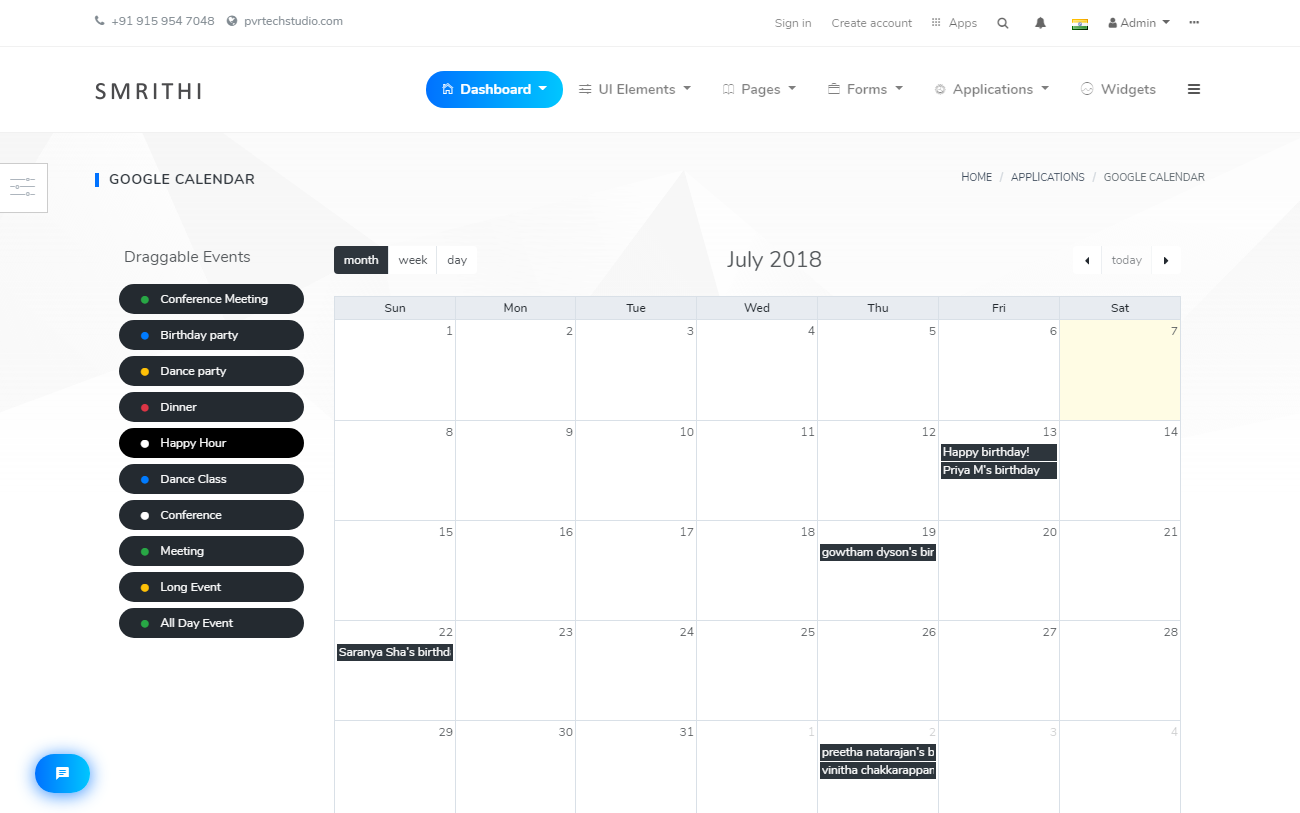 +91 915 954 7048 pvrtechstudio.com Sign in Create account Apps Admin
SMRITHI Dashboard UI Elements Pages Forms Applications Widgets
GOOGLE CALENDAR HOME / APPLICATIONS / GOOGLE CALENDAR
Draggable Events
Conference Meeting
Birthday party
Dance party
Dinner
Happy Hour
Dance Class
Conference
Meeting
Long Event
All Day Event
month week day July 2018 today
Sun Mon Tue Wed Thu Fri Sat
1 2 3 4 5 6 7
8 9 10 11 12 13 14
Happy birthday!
Priya M's birthday
15 16 17 18 19 20 21
gowtham dyson's bir
22 23 24 25 26 27 28
Saranya Sha's birthd
29 30 31 1 2 3 4
preetha natarajan's b
vinitha chakkarappan